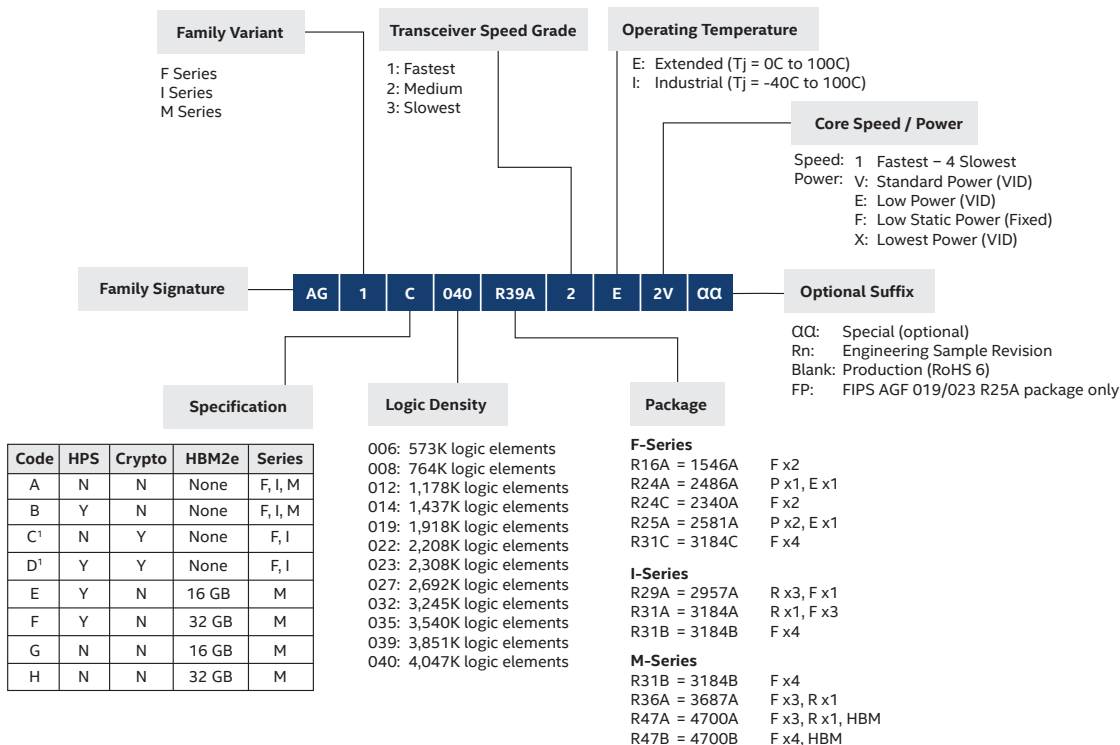 Family Variant
F Series
I Series
M Series
Transceiver Speed Grade
1: Fastest
2: Medium
3: Slowest
Operating Temperature
E: Extended (Tj = 0C to 100C)
I: Industrial (Tj = -40C to 100C)
Core Speed / Power
Speed: 1 Fastest – 4 Slowest
Power: V: Standard Power (VID)
E: Low Power (VID)
F: Low Static Power (Fixed)
X: Lowest Power (VID)
Family Signature
AG 1 C 040 R39A 2 E 2V αα
Optional Suffix
αα: Special (optional)
Rn: Engineering Sample Revision
Blank: Production (RoHS 6)
FP: FIPS AGF 019/023 R25A package only
Specification
Code HPS Crypto HBM2e Series
A N N None F, I, M
B Y N None F, I, M
C¹ N Y None F, I
D¹ Y Y None F, I
E Y N 16 GB M
F Y N 32 GB M
G N N 16 GB M
H N N 32 GB M
Logic Density
006: 573K logic elements
008: 764K logic elements
012: 1,178K logic elements
014: 1,437K logic elements
019: 1,918K logic elements
022: 2,208K logic elements
023: 2,308K logic elements
027: 2,692K logic elements
032: 3,245K logic elements
035: 3,540K logic elements
039: 3,851K logic elements
040: 4,047K logic elements
Package
F-Series
R16A = 1546A F x2
R24A = 2486A P x1, E x1
R24C = 2340A F x2
R25A = 2581A P x2, E x1
R31C = 3184C F x4
I-Series
R29A = 2957A R x3, F x1
R31A = 3184A R x1, F x3
R31B = 3184B F x4
M-Series
R31B = 3184B F x4
R36A = 3687A F x3, R x1
R47A = 4700A F x3, R x1, HBM
R47B = 4700B F x4, HBM